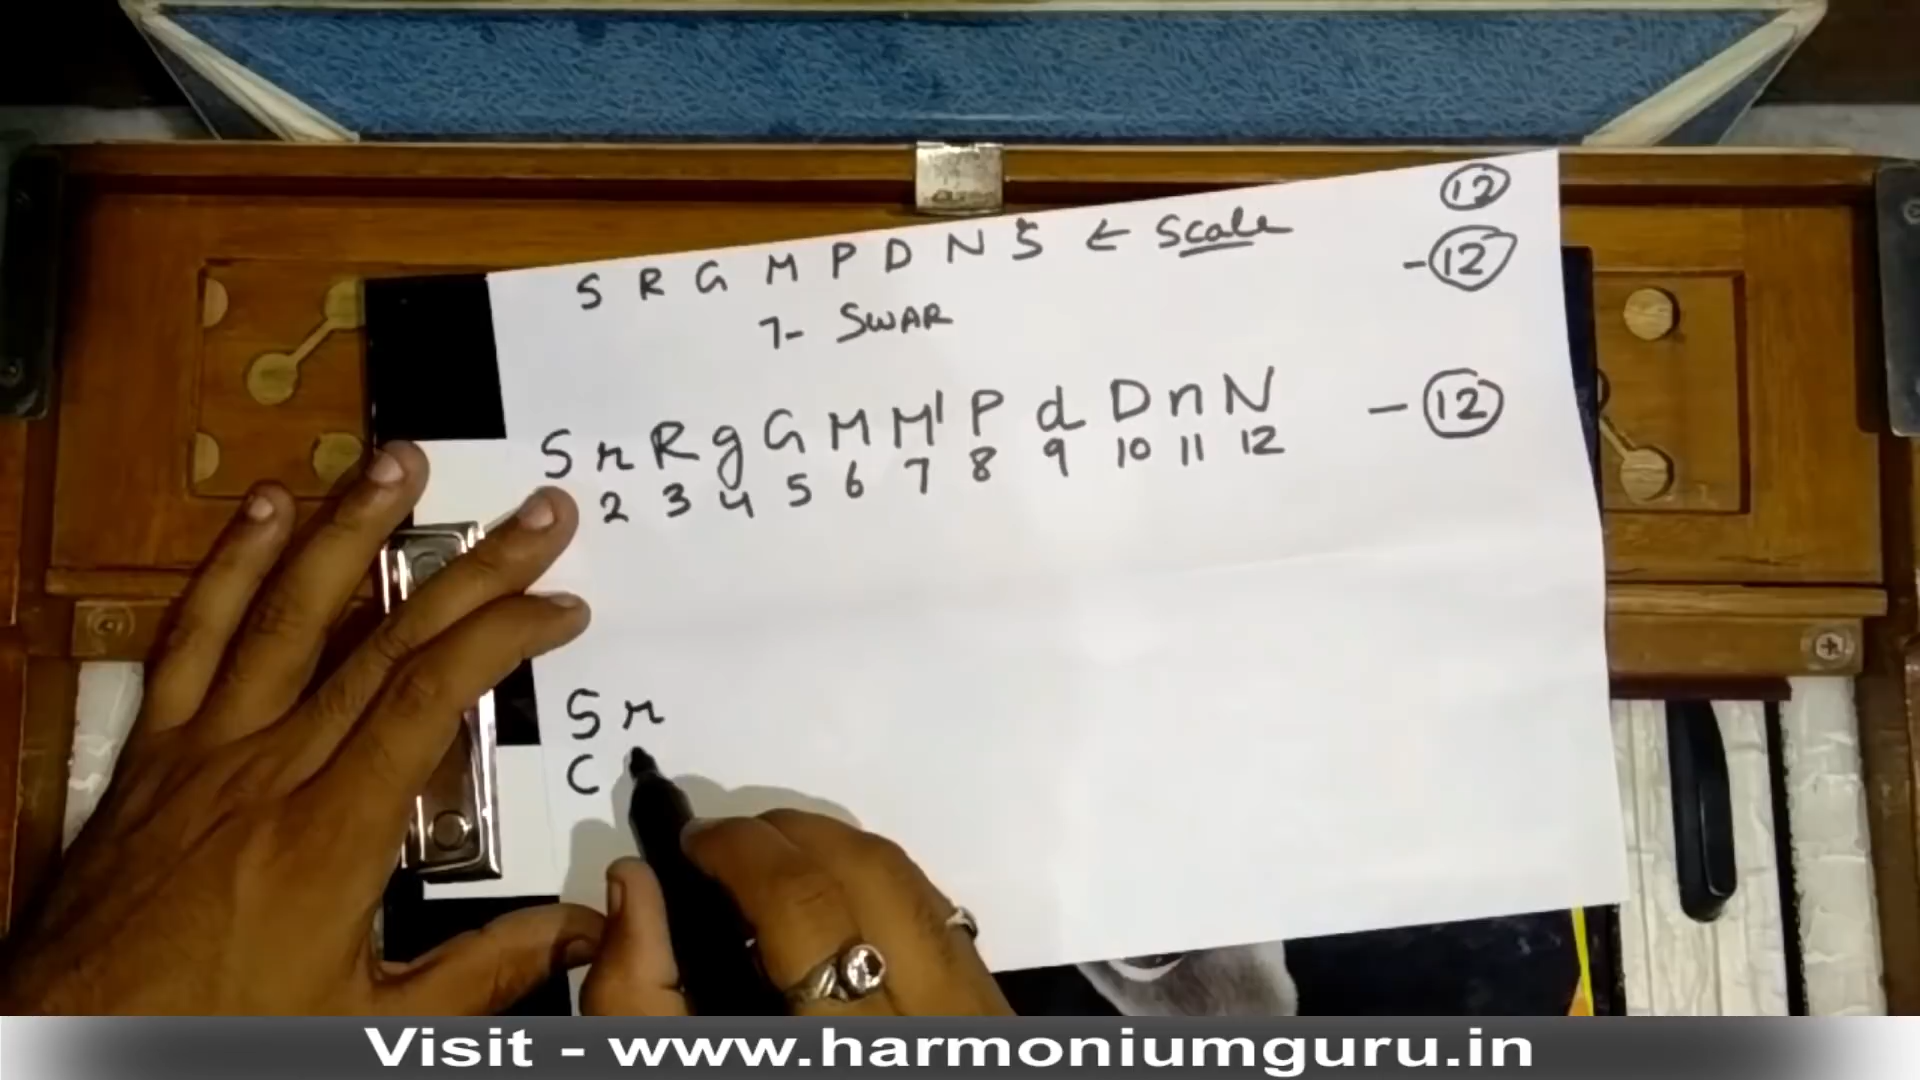 12
S R G M P D N Ṡ ← Scale - 12
7- SWAR
S r R g G M M' P d D n N - 12
2 3 4 5 6 7 8 9 10 11 12
S r
C
Visit - www.harmoniumguru.in